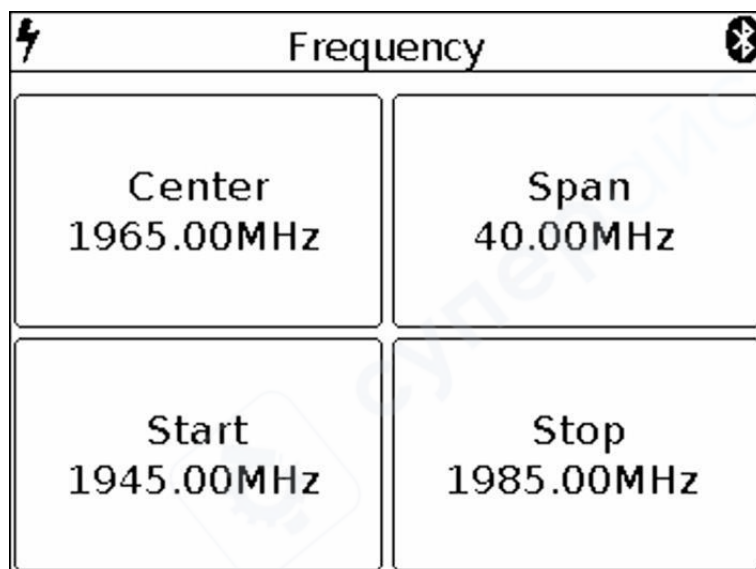 Frequency
Center
1965.00MHz
Span
40.00MHz
Start
1945.00MHz
Stop
1985.00MHz